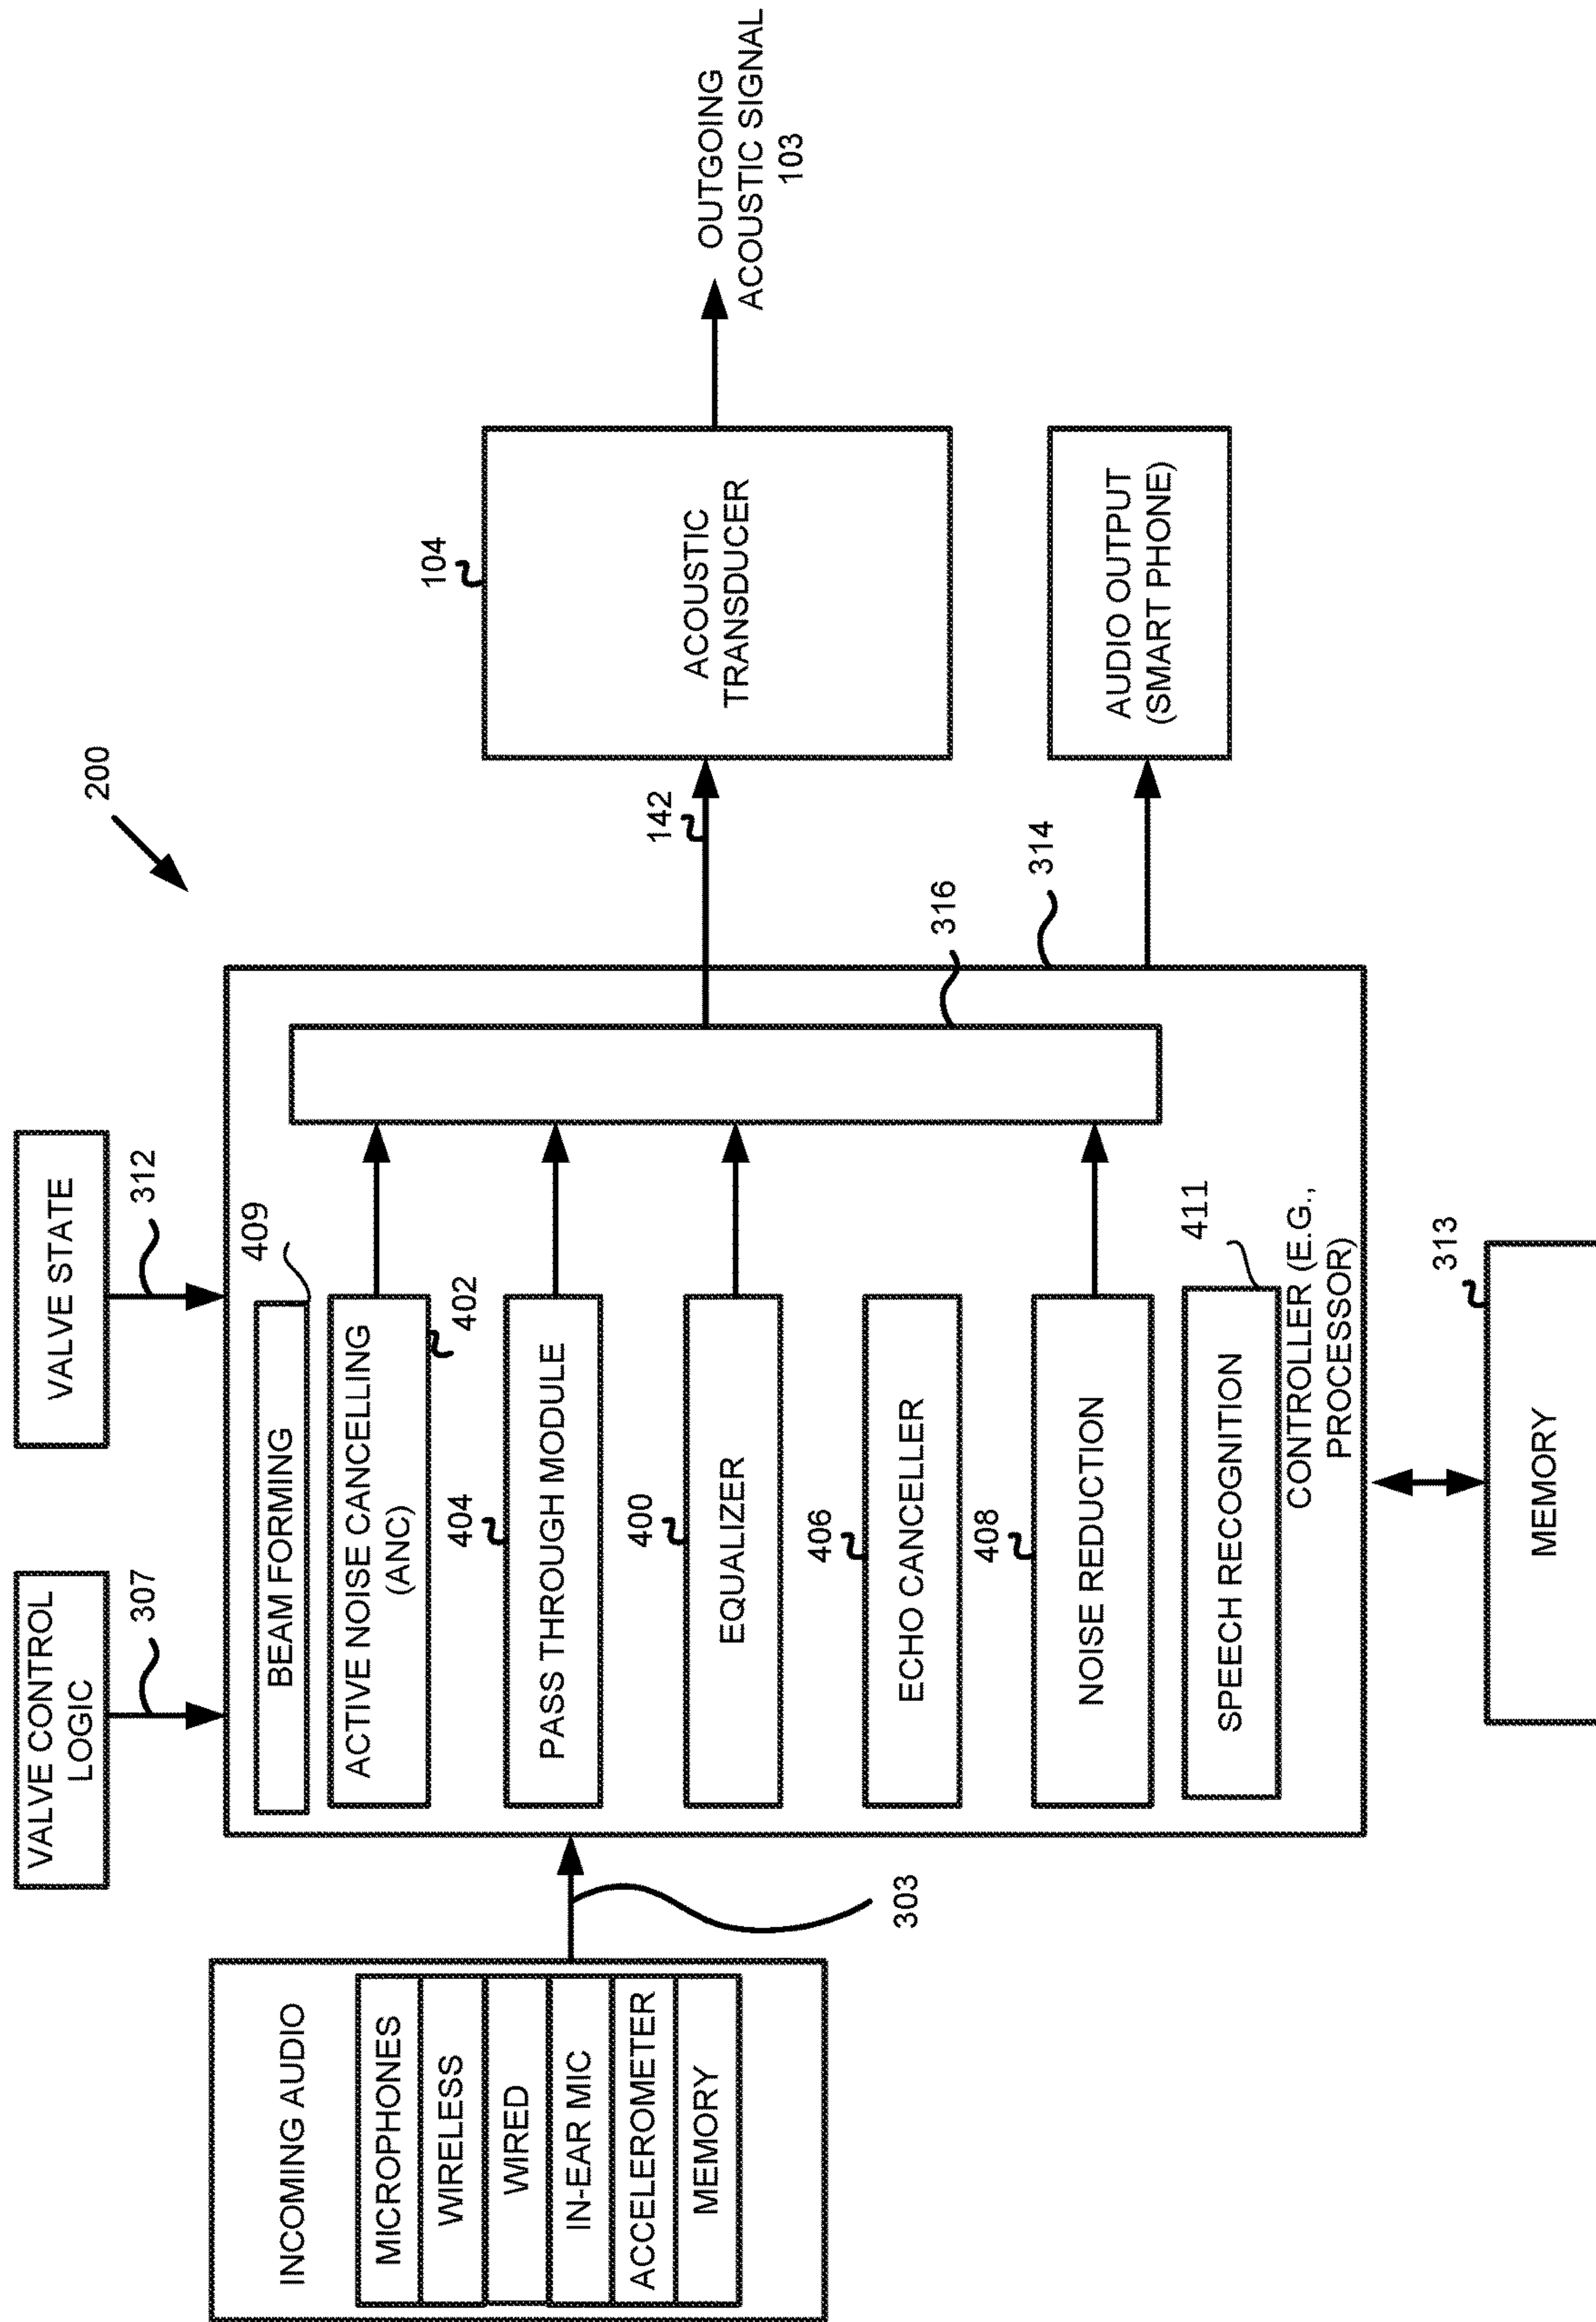 200
VALVE CONTROL
LOGIC
307
VALVE STATE
312
INCOMING AUDIO
MICROPHONES
WIRELESS
WIRED
IN-EAR MIC
ACCELEROMETER
MEMORY
303
BEAM FORMING
409
ACTIVE NOISE CANCELLING
(ANC)
402
404
PASS THROUGH MODULE
400
EQUALIZER
406
ECHO CANCELLER
408
NOISE REDUCTION
SPEECH RECOGNITION
411
CONTROLLER (E.G.,
PROCESSOR)
316
314
142
104
ACOUSTIC
TRANSDUCER
OUTGOING
ACOUSTIC SIGNAL
103
AUDIO OUTPUT
(SMART PHONE)
313
MEMORY